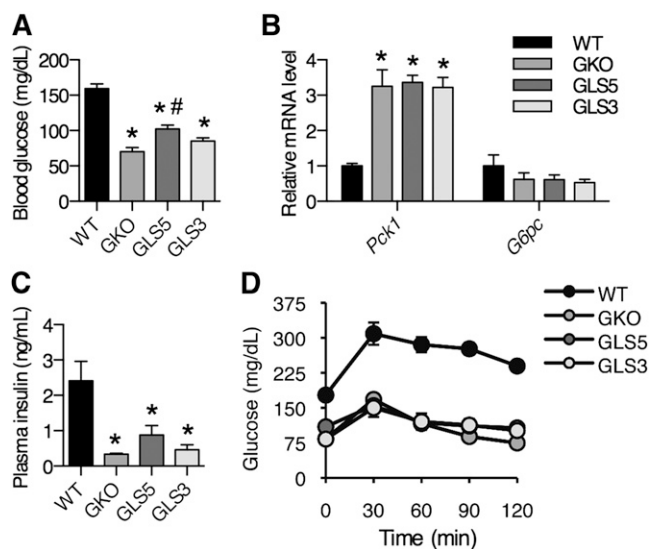 A
Blood glucose (mg/dL)
200
150
100
50
0
*
* #
*
WT
GKO
GLS5
GLS3
B
Relative mRNA level
4
3
2
1
0
* * *
Pck1
G6pc
WT
GKO
GLS5
GLS3
C
Plasma insulin (ng/mL)
4
3
2
1
0
*
*
*
WT
GKO
GLS5
GLS3
D
Glucose (mg/dL)
375
300
225
150
75
0
0 30 60 90 120
Time (min)
WT
GKO
GLS5
GLS3